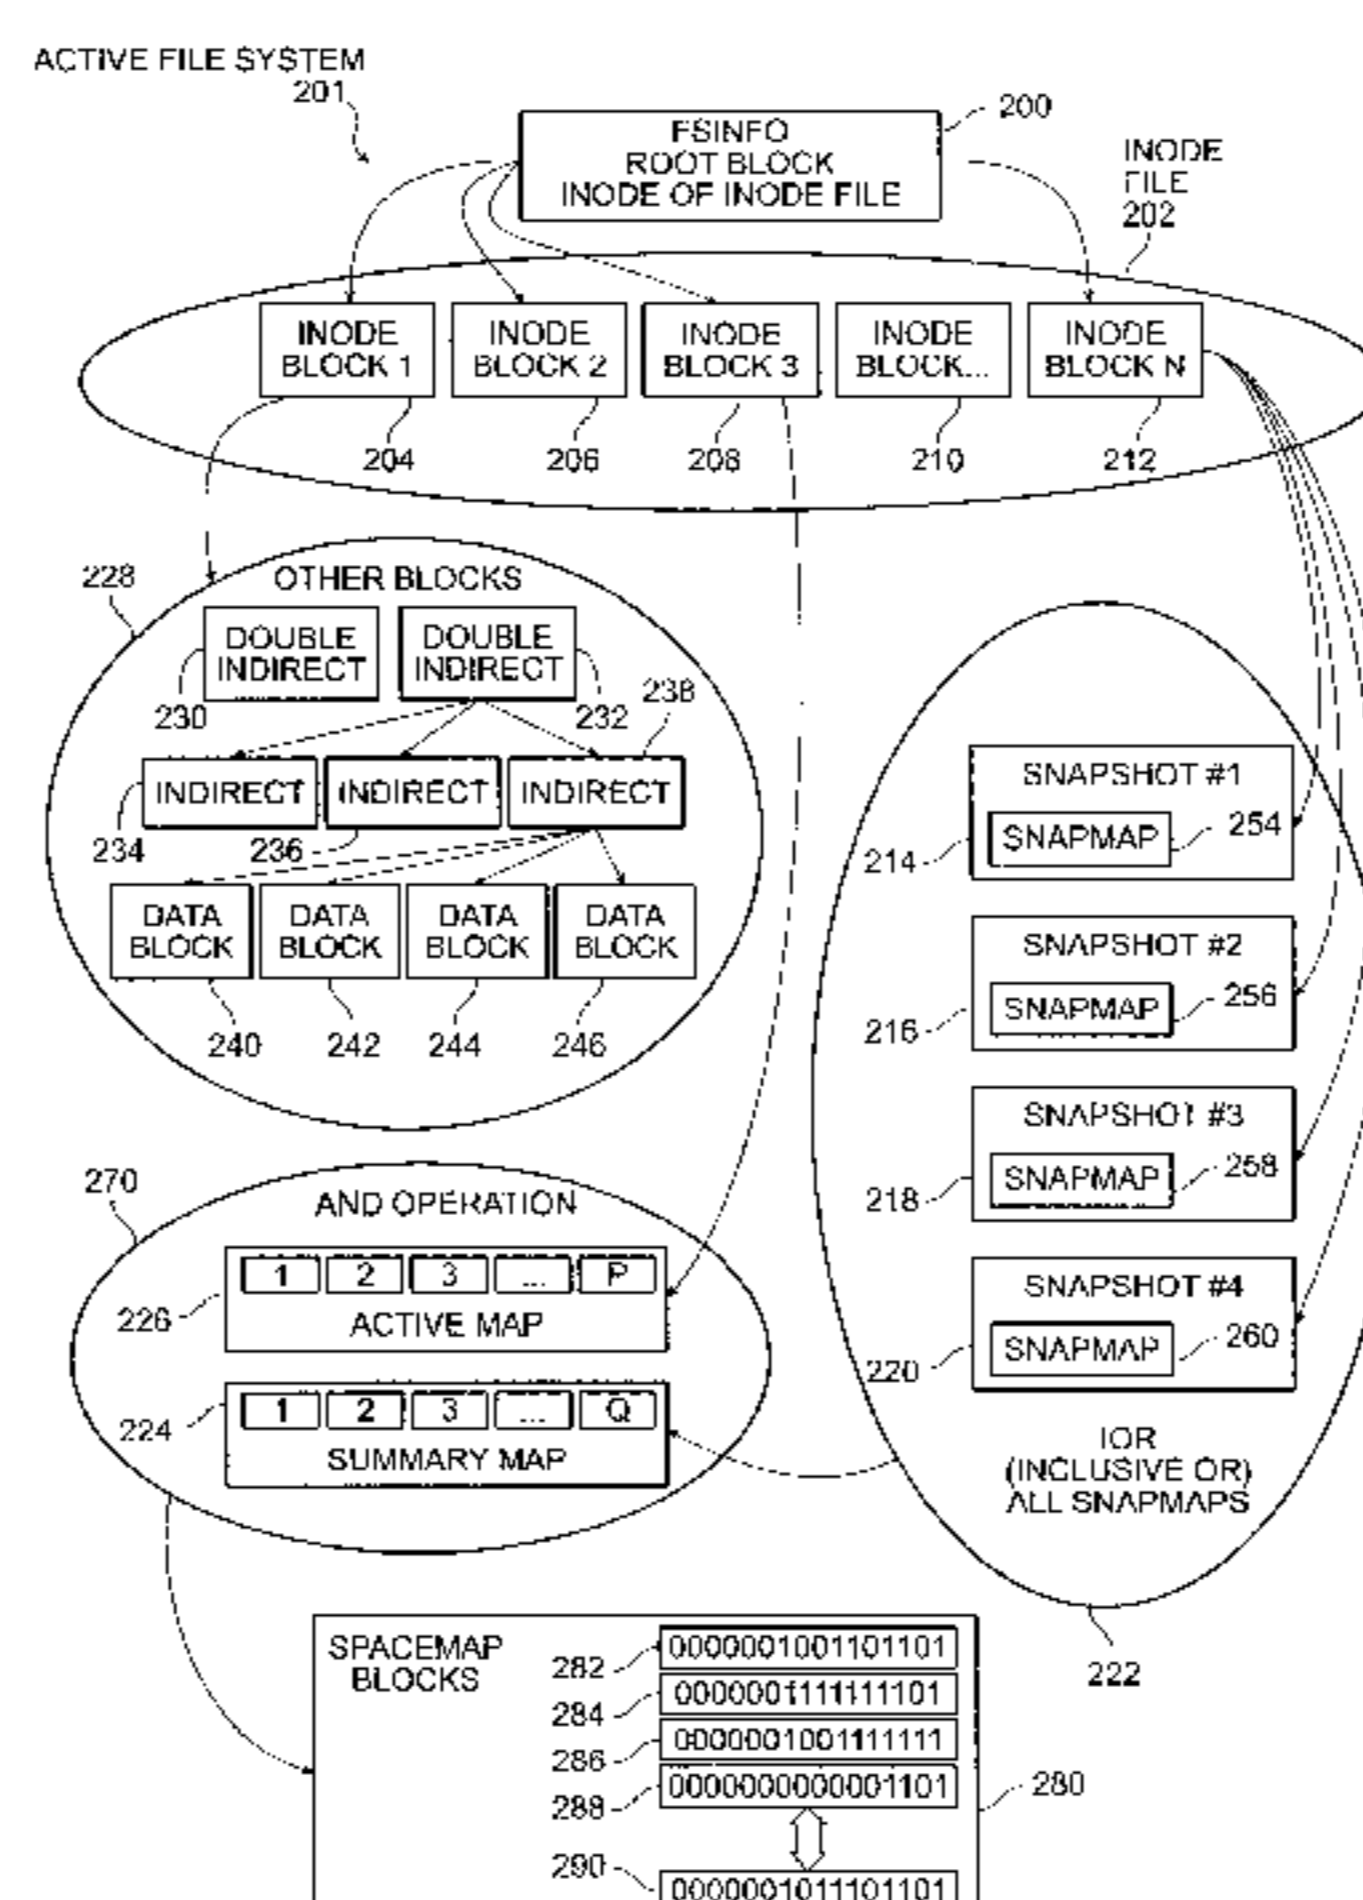 ACTIVE FILE SYSTEM
201
200
FSINFO
ROOT BLOCK
INODE OF INODE FILE
INODE
FILE
202
INODE
BLOCK 1
INODE
BLOCK 2
INODE
BLOCK 3
INODE
BLOCK...
INODE
BLOCK N
204
206
208
210
212
228
OTHER BLOCKS
DOUBLE
INDIRECT
DOUBLE
INDIRECT
230
232
238
INDIRECT
INDIRECT
INDIRECT
234
236
DATA
BLOCK
DATA
BLOCK
DATA
BLOCK
DATA
BLOCK
240
242
244
246
SNAPSHOT #1
SNAPMAP
254
214
SNAPSHOT #2
SNAPMAP
256
216
SNAPSHOT #3
SNAPMAP
258
218
SNAPSHOT #4
SNAPMAP
260
220
IOR
(INCLUSIVE OR)
ALL SNAPMAPS
222
270
AND OPERATION
1 2 3 ... P
ACTIVE MAP
226
1 2 3 ... Q
SUMMARY MAP
224
SPACEMAP
BLOCKS
282
0000001001101101
284
0000001111111101
286
0000001001111111
288
0000000000001101
280
290
0000001011101101